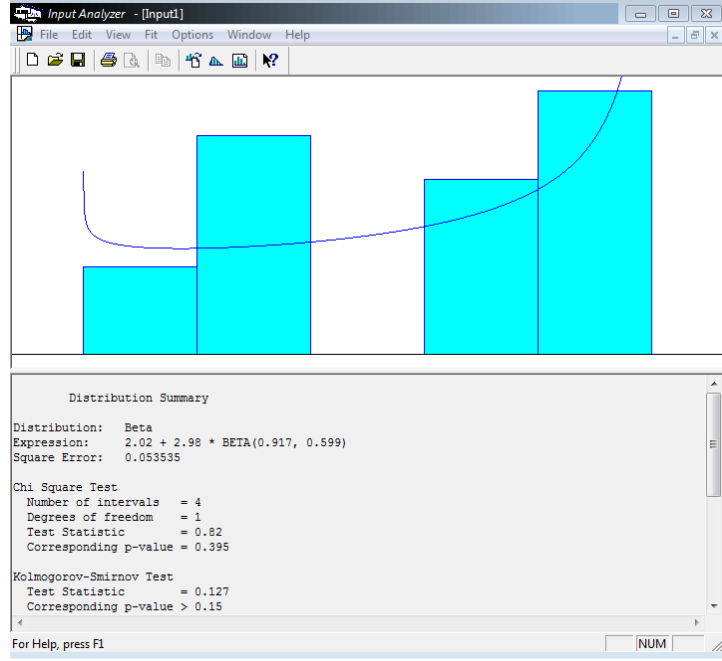 Input Analyzer - [Input1]
File Edit View Fit Options Window Help
Distribution Summary
Distribution: Beta
Expression: 2.02 + 2.98 * BETA(0.917, 0.599)
Square Error: 0.053535
Chi Square Test
Number of intervals = 4
Degrees of freedom = 1
Test Statistic = 0.82
Corresponding p-value = 0.395
Kolmogorov-Smirnov Test
Test Statistic = 0.127
Corresponding p-value > 0.15
For Help, press F1 NUM